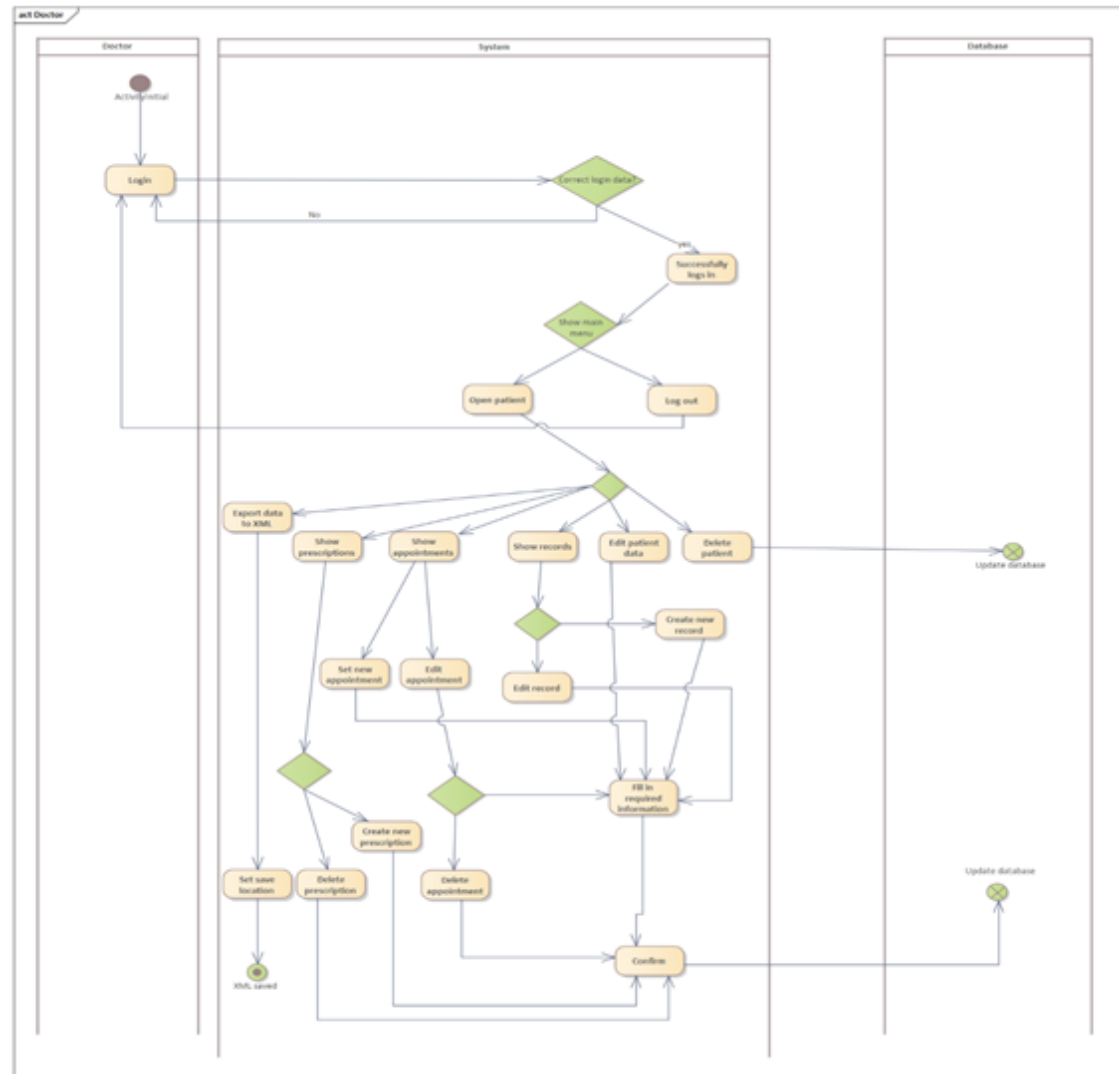 act Doctor
Doctor
System
Database
ActivityInitial
Login
Correct login data?
No
yes
Successfully
logs in
Show main
menu
Open patient
Log out
Export data
to XML
Show
prescriptions
Show
appointments
Show records
Edit patient
data
Delete
patient
Update database
Create new
record
Set new
appointment
Edit
appointment
Edit record
Fill in
required
information
Create new
prescription
Set save
location
Delete
prescription
Delete
appointment
Update database
Confirm
XML saved